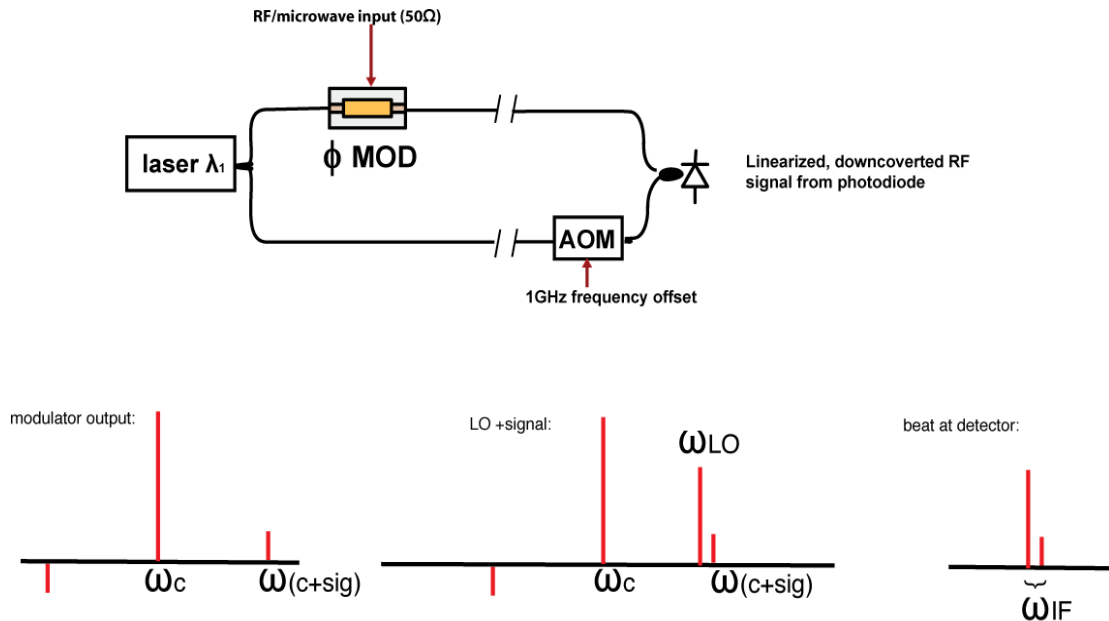 RF/microwave input (50Ω)
laser λ₁
ϕ MOD
Linearized, downcoverted RF
signal from photodiode
AOM
1GHz frequency offset
modulator output:
ωc
ω(c+sig)
LO +signal:
ωLO
ωc
ω(c+sig)
beat at detector:
ωIF